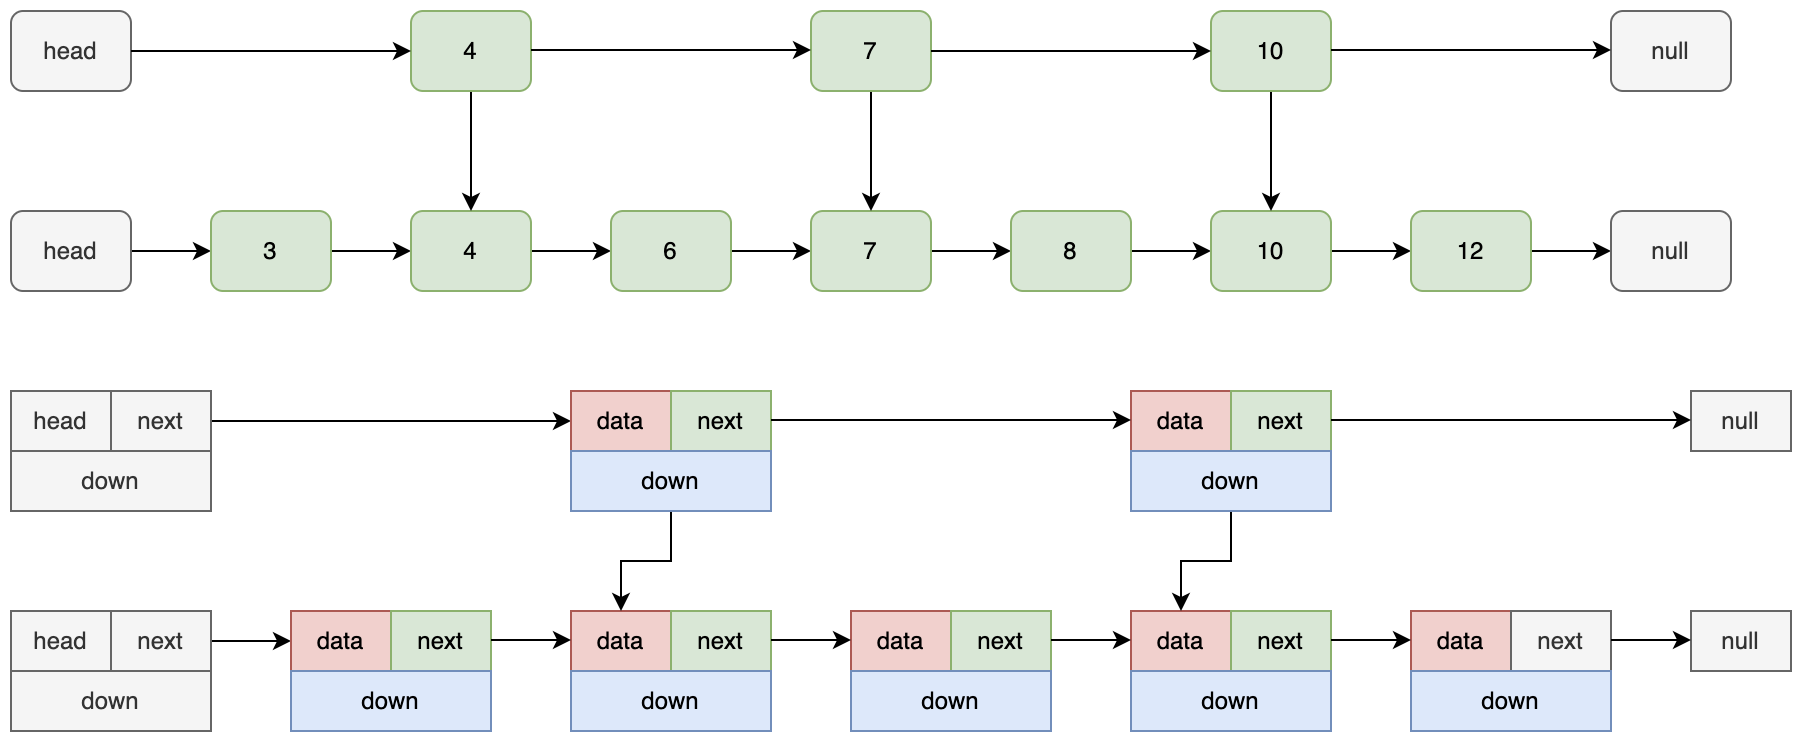 head 4 7 10 null
head 3 4 6 7 8 10 12 null
head next data next data next null
down down down
head next data next data next data next data next data next null
down down down down down down